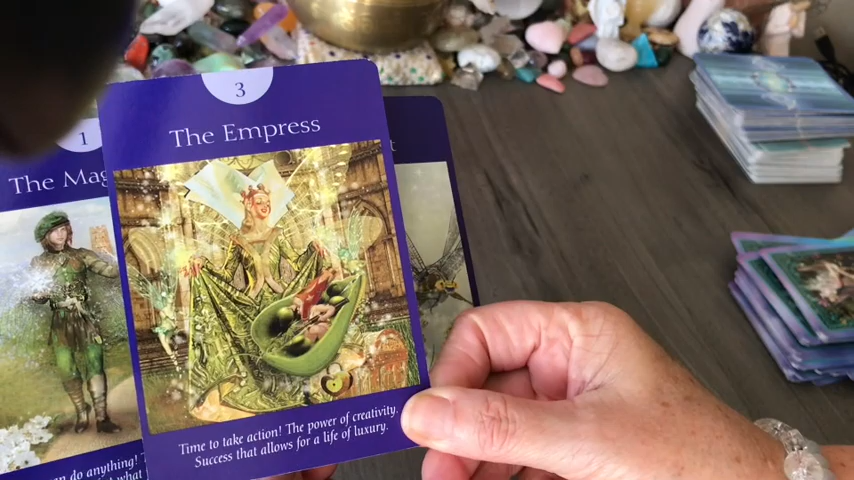 1
The Mag
an do anything!
what
3
The Empress
Time to take action! The power of creativity.
Success that allows for a life of luxury.
t